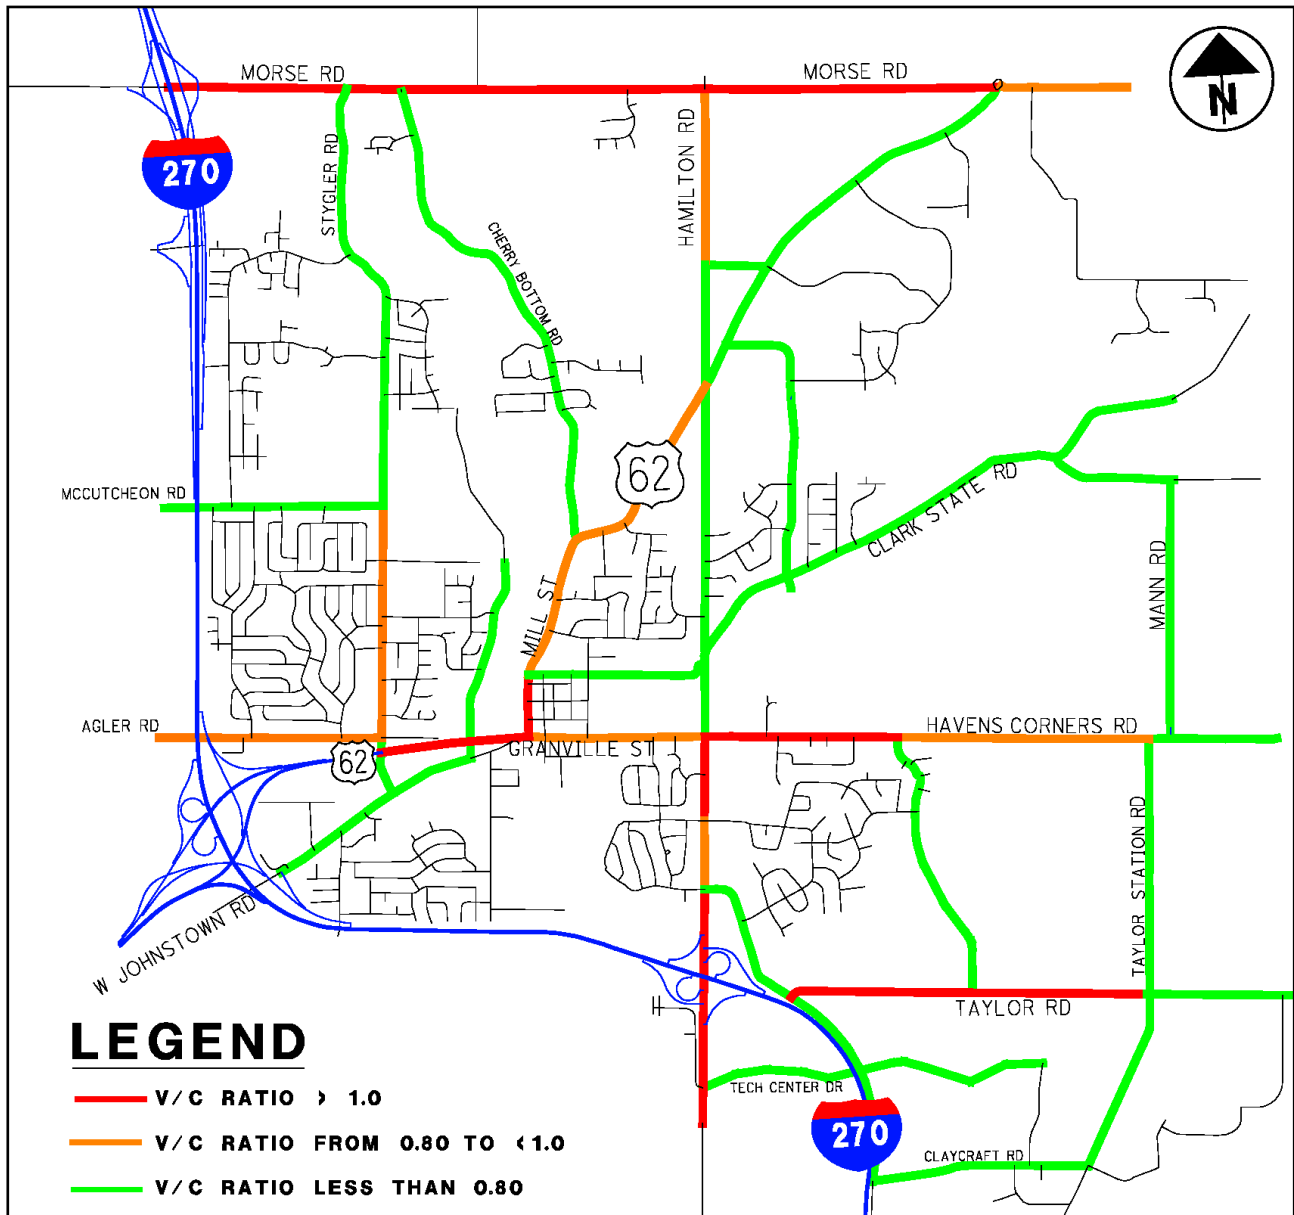 MORSE RD
MORSE RD
N
270
STYGLER RD
HAMILTON RD
CHERRY BOTTOM RD
62
MCCUTCHEON RD
CLARK STATE RD
MANN RD
MILL ST
AGLER RD
HAVENS CORNERS RD
GRANVILLE ST
62
TAYLOR STATION RD
W JOHNSTOWN RD
TAYLOR RD
TECH CENTER DR
270
CLAYCRAFT RD
LEGEND
V/C RATIO > 1.0
V/C RATIO FROM 0.80 TO <1.0
V/C RATIO LESS THAN 0.80